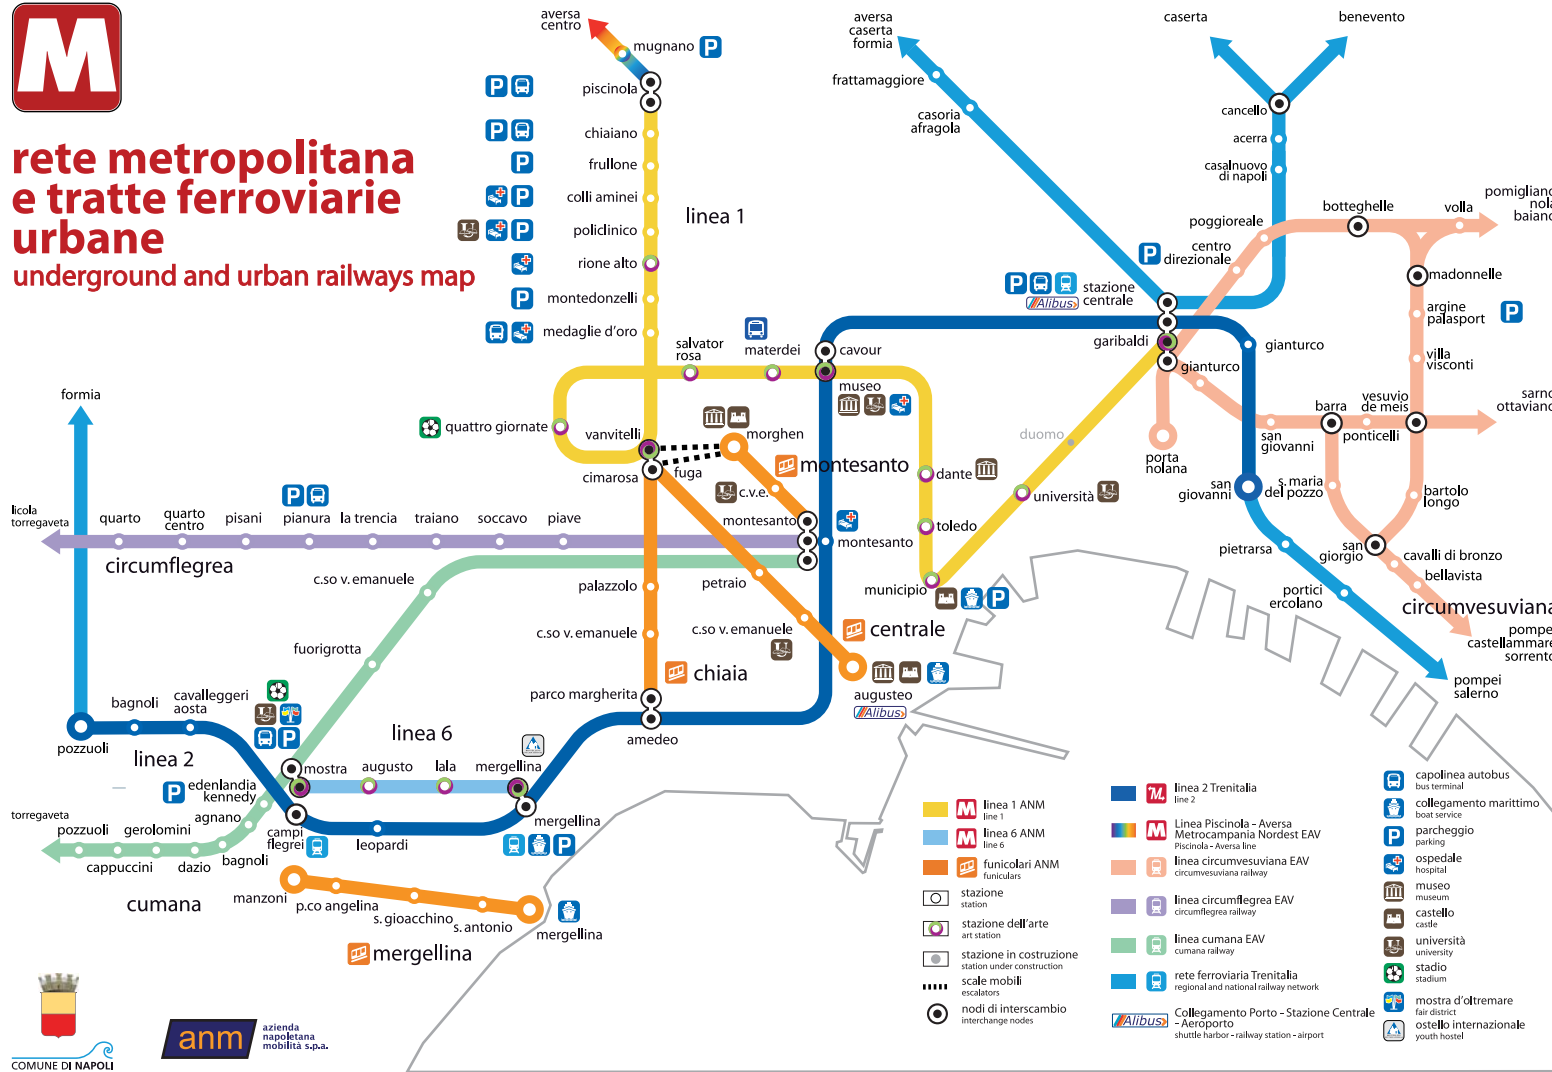 M
rete metropolitana
e tratte ferroviarie
urbane
underground and urban railways map
aversa
centro
mugnano
P
piscinola
P
chiaiano
P
frullone
P
colli aminei
P
policlinico
P
rione alto
montedonzelli
P
medaglie d'oro
linea 1
aversa
caserta
formia
frattamaggiore
casoria
afragola
caserta
benevento
cancello
acerra
casalnuovo
di napoli
poggioreale
botteghelle
volla
pomigliano
nola
baiano
centro
direzionale
P
madonnelle
argine
palasport
P
P
stazione
centrale
Alibus
garibaldi
gianturco
gianturco
villa
visconti
vesuvio
de meis
barra
ponticelli
sarno
ottaviano
san
giovanni
porta
nolana
san
giovanni
s. maria
del pozzo
bartolo
longo
san
giorgio
cavalli di bronzo
bellavista
circumvesuviana
pompei
castellammare
sorrento
pietrarsa
portici
ercolano
pompei
salerno
salvator
rosa
materdei
cavour
museo
quattro giornate
vanvitelli
cimarosa
fuga
morghen
montesanto
c.v.e.
montesanto
montesanto
dante
toledo
municipio
P
università
duomo
formia
licola
torregaveta
quarto
quarto
centro
pisani
pianura
P
la trencia
traiano
soccavo
piave
circumflegrea
c.so v. emanuele
fuorigrotta
palazzolo
petraio
c.so v. emanuele
c.so v. emanuele
centrale
chiaia
augusteo
Alibus
parco margherita
amedeo
bagnoli
cavalleggeri
aosta
P
pozzuoli
linea 2
linea 6
mostra
augusto
lala
mergellina
mergellina
P
edenlandia
kennedy
P
agnano
campi
flegrei
leopardi
torregaveta
pozzuoli
gerolomini
cappuccini
dazio
bagnoli
cumana
manzoni
p.co angelina
s. gioacchino
s. antonio
mergellina
mergellina
COMUNE DI NAPOLI
anm
azienda
napoletana
mobilità s.p.a.
M
linea 1 ANM
line 1
M
linea 6 ANM
line 6
funicolari ANM
funiculars
stazione
station
stazione dell'arte
art station
stazione in costruzione
station under construction
scale mobili
escalators
nodi di interscambio
interchange nodes
M
linea 2 Trenitalia
line 2
M
Linea Piscinola - Aversa
Metrocampania Nordest EAV
Piscinola - Aversa line
linea circumvesuviana EAV
circumvesuviana railway
linea circumflegrea EAV
circumflegrea railway
linea cumana EAV
cumana railway
rete ferroviaria Trenitalia
regional and national railway network
Alibus
Collegamento Porto - Stazione Centrale
- Aeroporto
shuttle harbor - railway station - airport
capolinea autobus
bus terminal
collegamento marittimo
boat service
P
parcheggio
parking
ospedale
hospital
museo
museum
castello
castle
università
university
stadio
stadium
mostra d'oltremare
fair district
ostello internazionale
youth hostel